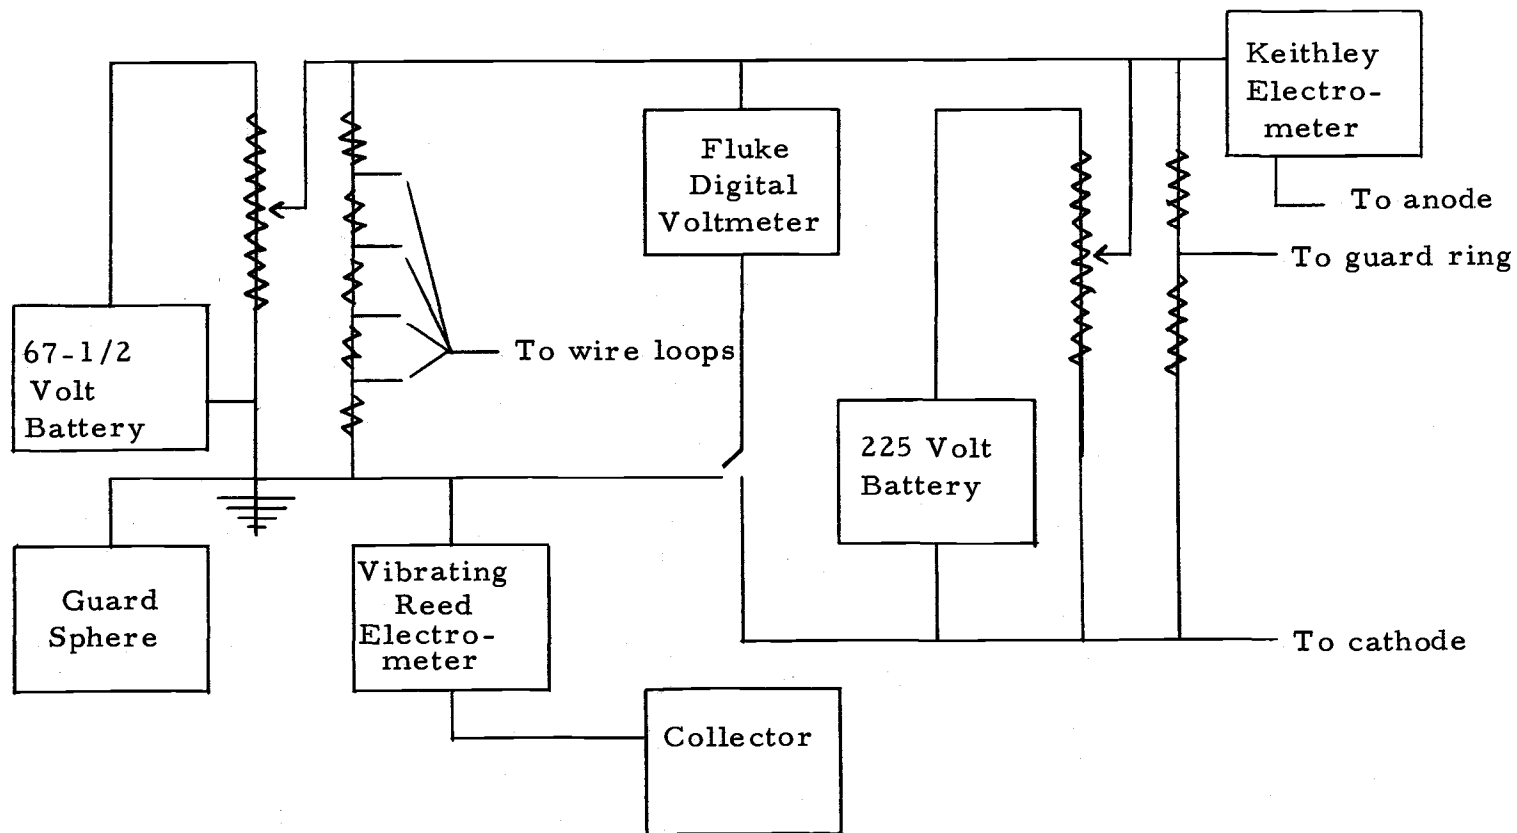 Keithley
Electro-
meter
Fluke
Digital
Voltmeter
To anode
To guard ring
67-1/2
Volt
Battery
To wire loops
225 Volt
Battery
Guard
Sphere
Vibrating
Reed
Electro-
meter
To cathode
Collector